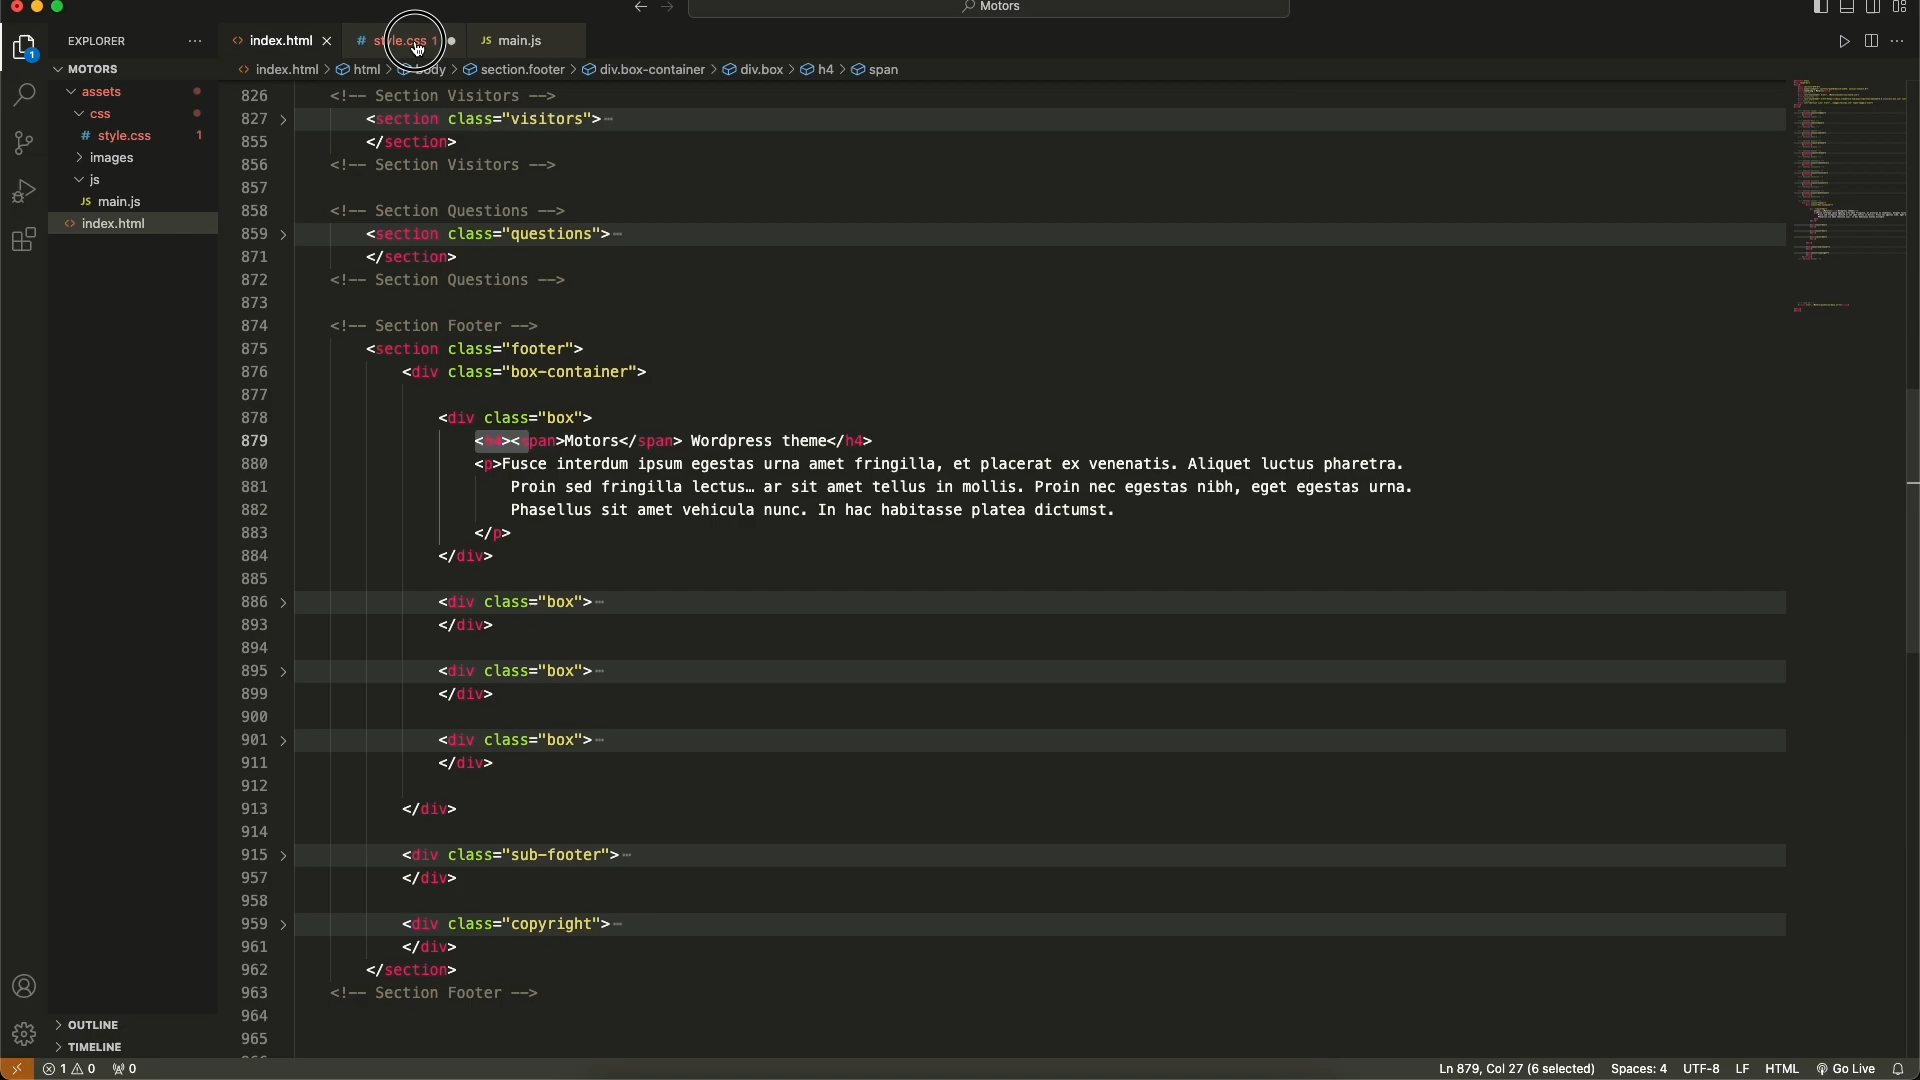 Motors
EXPLORER
index.html
# style.css 1
JS main.js
MOTORS
index.html > html > body > section.footer > div.box-container > div.box > h4 > span
assets
css
# style.css 1
images
js
JS main.js
index.html
826 <!-- Section Visitors -->
827 <section class="visitors">
855 </section>
856 <!-- Section Visitors -->
857
858 <!-- Section Questions -->
859 <section class="questions">
871 </section>
872 <!-- Section Questions -->
873
874 <!-- Section Footer -->
875 <section class="footer">
876 <div class="box-container">
877
878 <div class="box">
879 <h4><span>Motors</span> Wordpress theme</h4>
880 <p>Fusce interdum ipsum egestas urna amet fringilla, et placerat ex venenatis. Aliquet luctus pharetra.
881 Proin sed fringilla lectus… ar sit amet tellus in mollis. Proin nec egestas nibh, eget egestas urna.
882 Phasellus sit amet vehicula nunc. In hac habitasse platea dictumst.
883 </p>
884 </div>
885
886 <div class="box">
893 </div>
894
895 <div class="box">
899 </div>
900
901 <div class="box">
911 </div>
912
913 </div>
914
915 <div class="sub-footer">
957 </div>
958
959 <div class="copyright">
961 </div>
962 </section>
963 <!-- Section Footer -->
964
965
OUTLINE
TIMELINE
1 0 0
Ln 879, Col 27 (6 selected) Spaces: 4 UTF-8 LF HTML Go Live